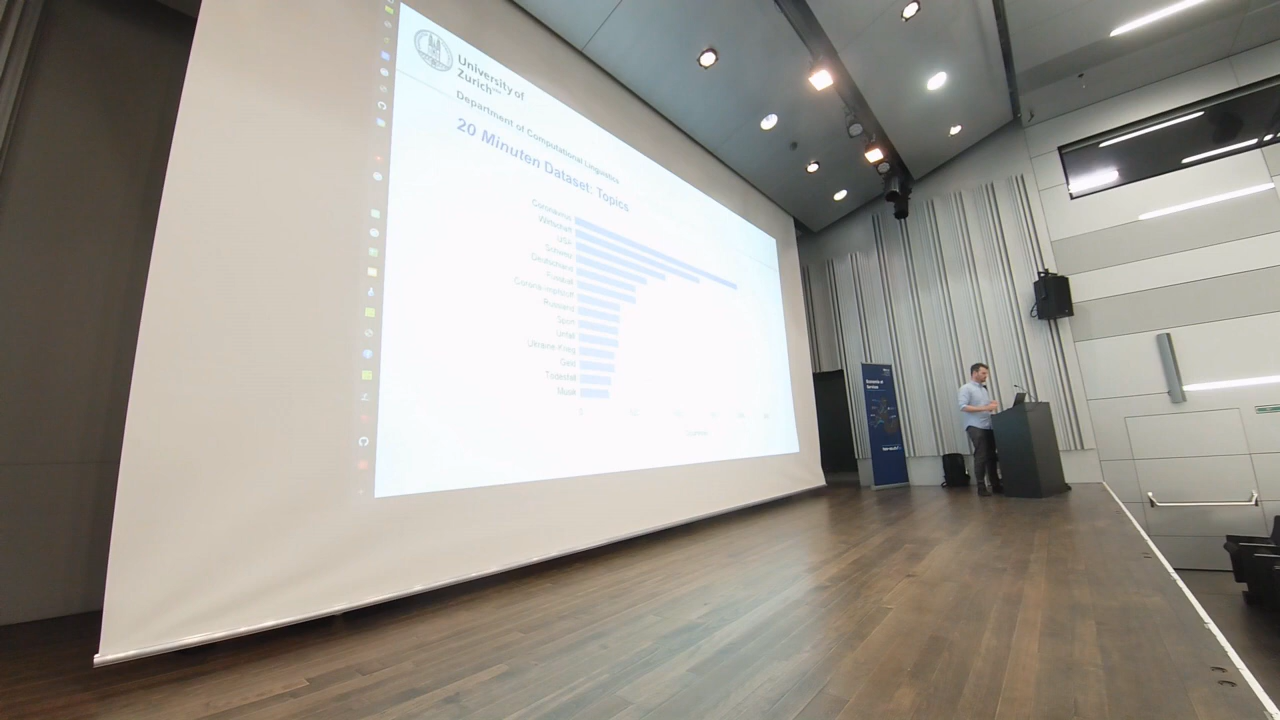 University of
Zurich
Department of Computational Linguistics
20 Minuten Dataset: Topics
Coronavirus
Wirtschaft
USA
Schweiz
Deutschland
Fussball
Corona-Impfstoff
Russland
Sport
Unfall
Ukraine-Krieg
Geld
Todesfall
Musik